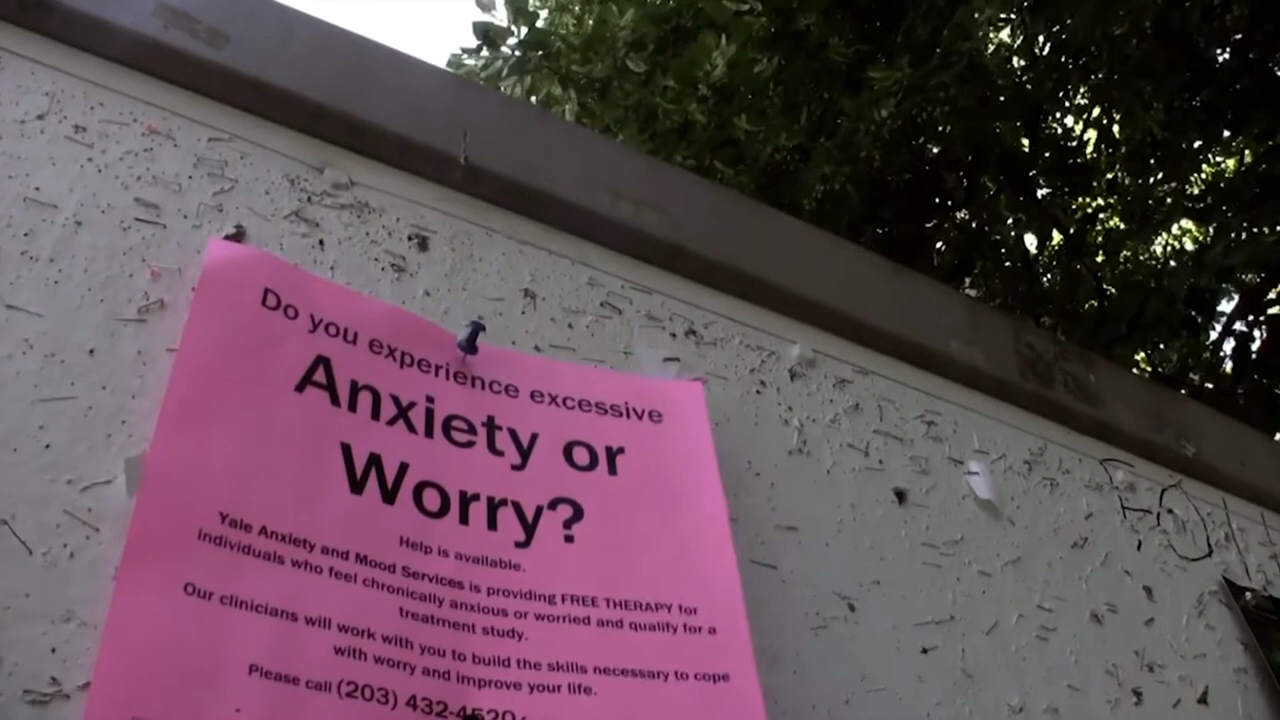 Do you experience excessive
Anxiety or
Worry?
Help is available.
Yale Anxiety and Mood Services is providing FREE THERAPY for
individuals who feel chronically anxious or worried and qualify for a
treatment study.
Our clinicians will work with you to build the skills necessary to cope
with worry and improve your life.
Please call (203) 432-